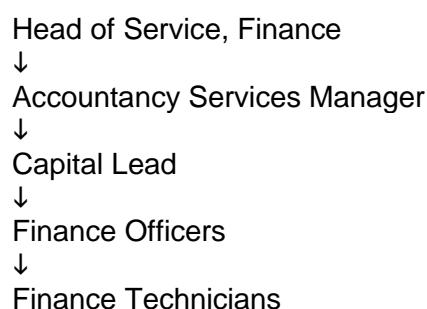 Head of Service, Finance
↓
Accountancy Services Manager
↓
Capital Lead
↓
Finance Officers
↓
Finance Technicians